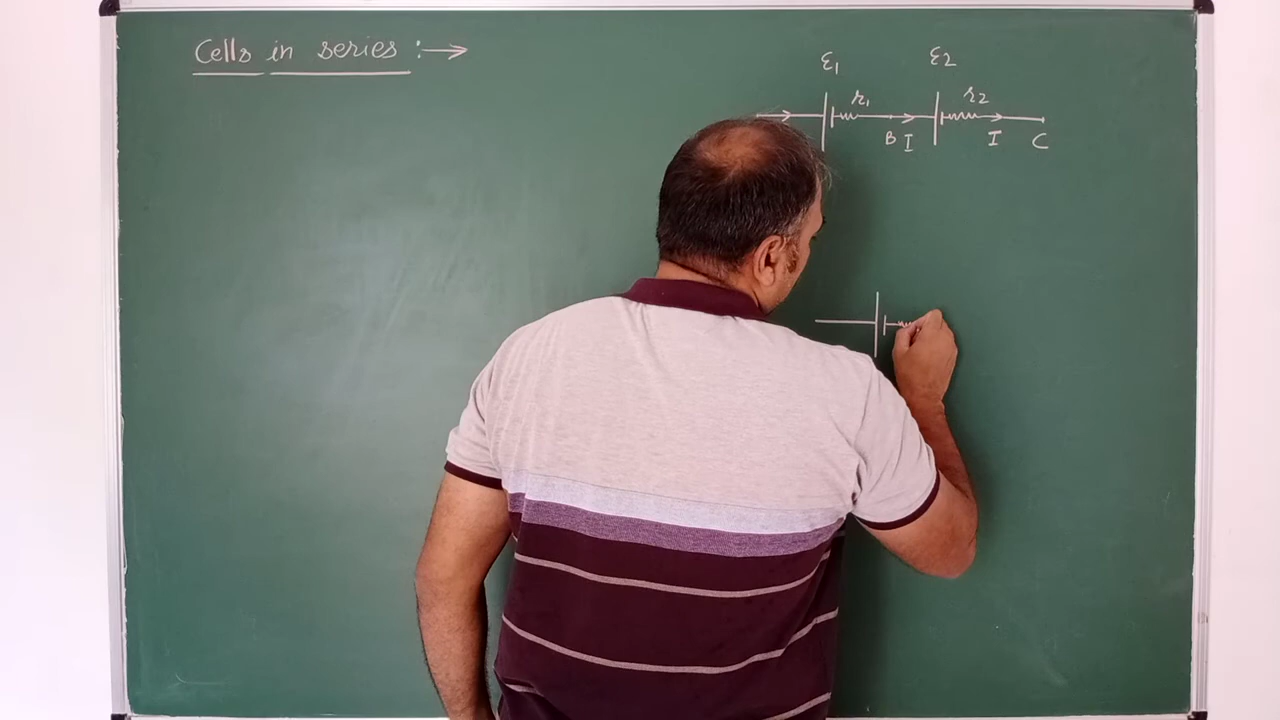 Cells in series :→
ε1 ε2
r1 r2
B I I C